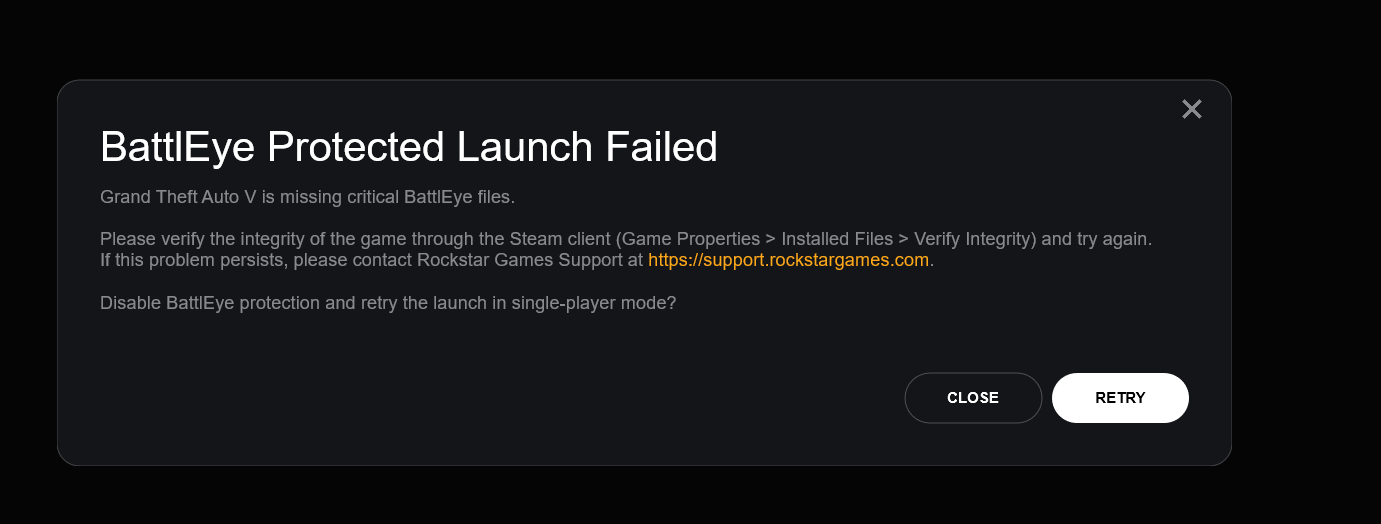 BattlEye Protected Launch Failed
Grand Theft Auto V is missing critical BattlEye files.
Please verify the integrity of the game through the Steam client (Game Properties > Installed Files > Verify Integrity) and try again.
If this problem persists, please contact Rockstar Games Support at https://support.rockstargames.com.
Disable BattlEye protection and retry the launch in single-player mode?
CLOSE
RETRY